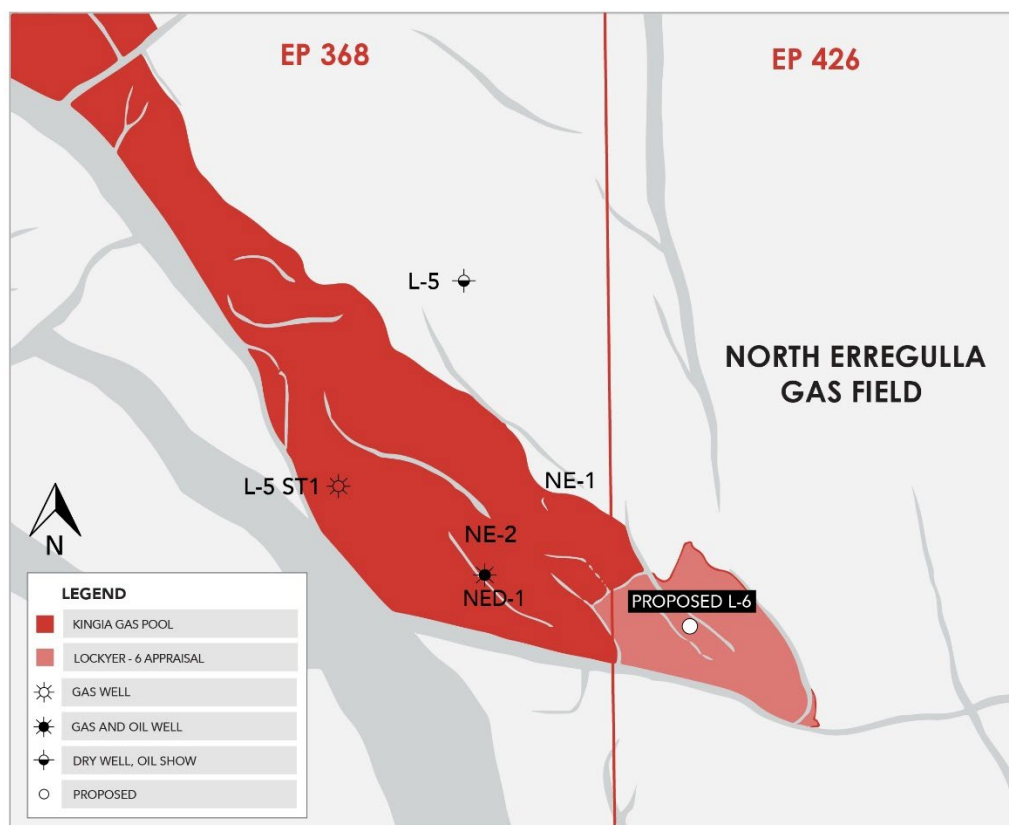 EP 368
EP 426
L-5
NORTH ERREGULLA
GAS FIELD
L-5 ST1
NE-1
NE-2
NED-1
PROPOSED L-6
N
LEGEND
KINGIA GAS POOL
LOCKYER - 6 APPRAISAL
GAS WELL
GAS AND OIL WELL
DRY WELL, OIL SHOW
PROPOSED